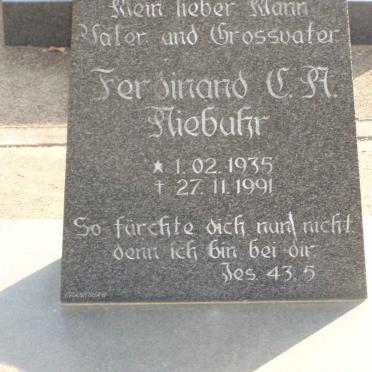 Mein lieber Mann
Vater und Grossvater
Ferdinand C. A.
Niebuhr
* 1. 02. 1935
† 27. 11. 1991
So fürchte dich nun nicht
denn ich bin bei dir
Jes. 43. 5